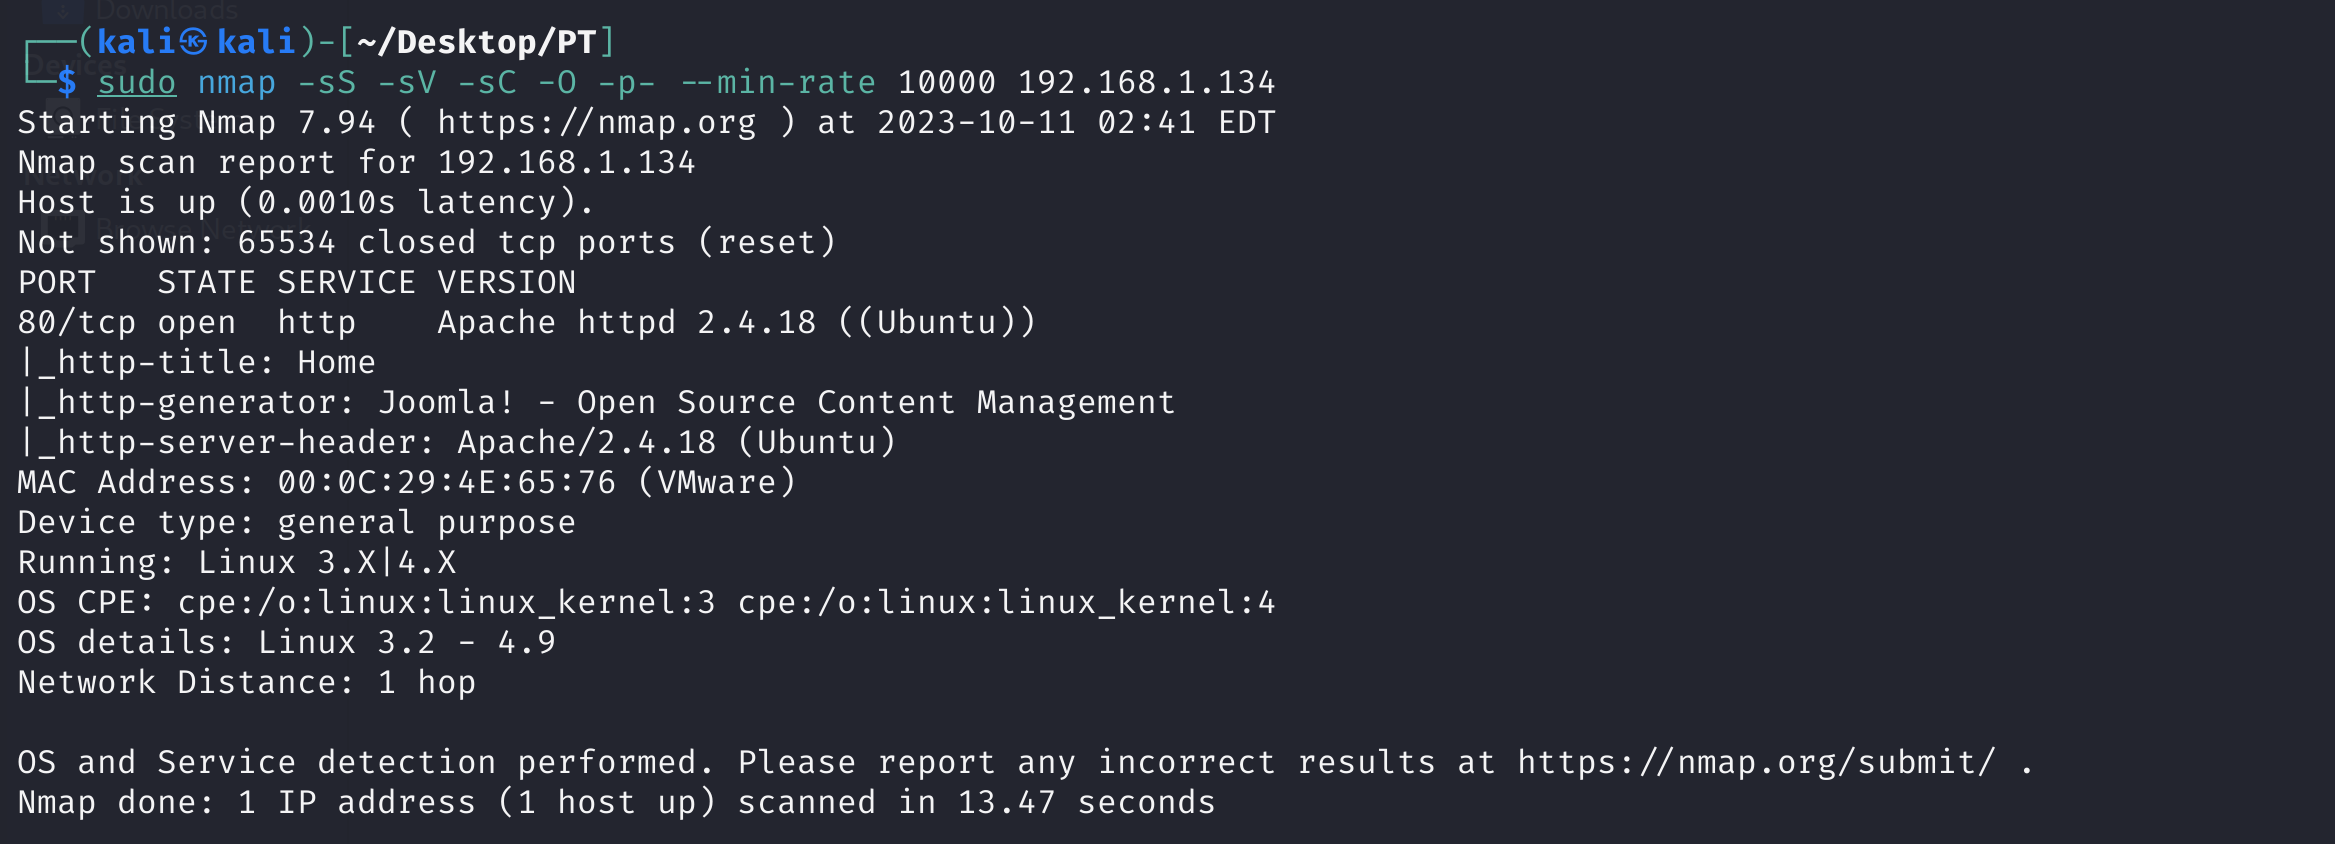 Downloads
┌──(kali㉿kali)-[~/Desktop/PT]
Devices
└─$ sudo nmap -sS -sV -sC -O -p- --min-rate 10000 192.168.1.134
Starting Nmap 7.94 ( https://nmap.org ) at 2023-10-11 02:41 EDT
Nmap scan report for 192.168.1.134
Network
Host is up (0.0010s latency).
Browse Network
Not shown: 65534 closed tcp ports (reset)
PORT   STATE SERVICE VERSION
80/tcp open  http    Apache httpd 2.4.18 ((Ubuntu))
|_http-title: Home
|_http-generator: Joomla! - Open Source Content Management
|_http-server-header: Apache/2.4.18 (Ubuntu)
MAC Address: 00:0C:29:4E:65:76 (VMware)
Device type: general purpose
Running: Linux 3.X|4.X
OS CPE: cpe:/o:linux:linux_kernel:3 cpe:/o:linux:linux_kernel:4
OS details: Linux 3.2 - 4.9
Network Distance: 1 hop
OS and Service detection performed. Please report any incorrect results at https://nmap.org/submit/ .
Nmap done: 1 IP address (1 host up) scanned in 13.47 seconds